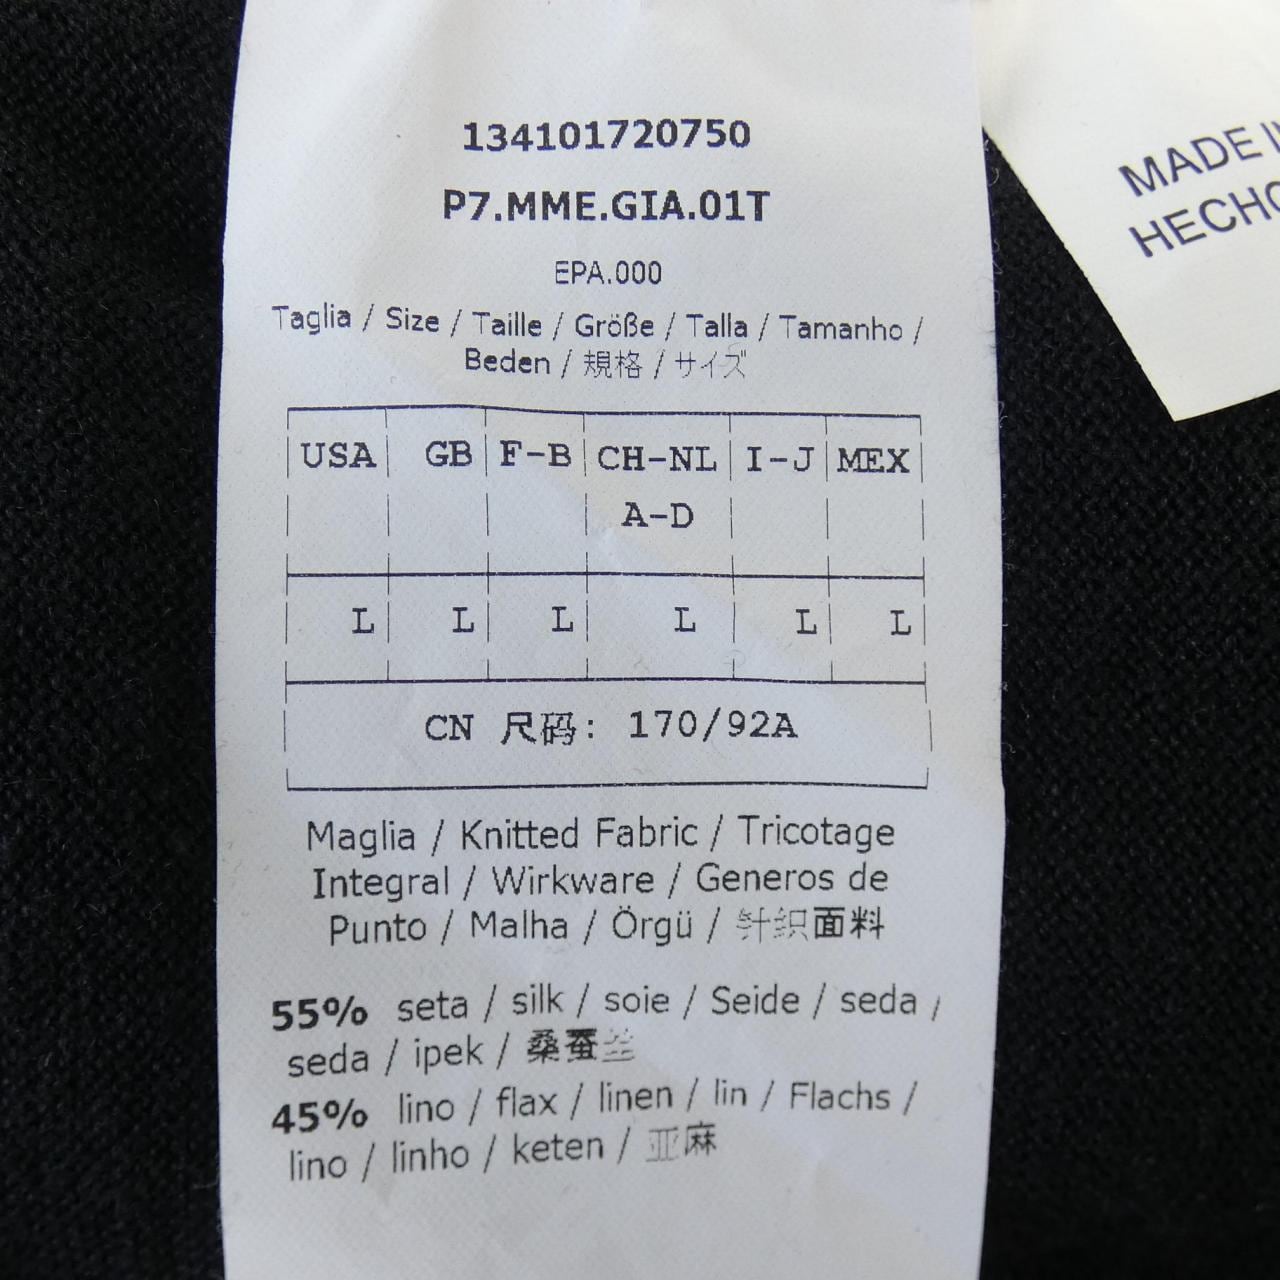 134101720750
P7.MME.GIA.01T
EPA.000
Taglia / Size / Taille / Größe / Talla / Tamanho /
Beden / 規格 / サイズ
USA GB F-B CH-NL I-J MEX
A-D
L L L L L L
CN 尺码: 170/92A
Maglia / Knitted Fabric / Tricotage
Integral / Wirkware / Generos de
Punto / Malha / Örgü / 针织面料
55% seta / silk / soie / Seide / seda /
seda / ipek / 桑蚕丝
45% lino / flax / linen / lin / Flachs /
lino / linho / keten / 亚麻
MADE
HECHO